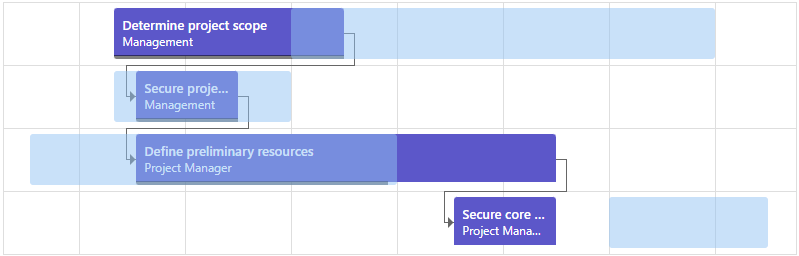 Determine project scope
Management
Secure proje...
Management
Define preliminary resources
Project Manager
Secure core ...
Project Mana...